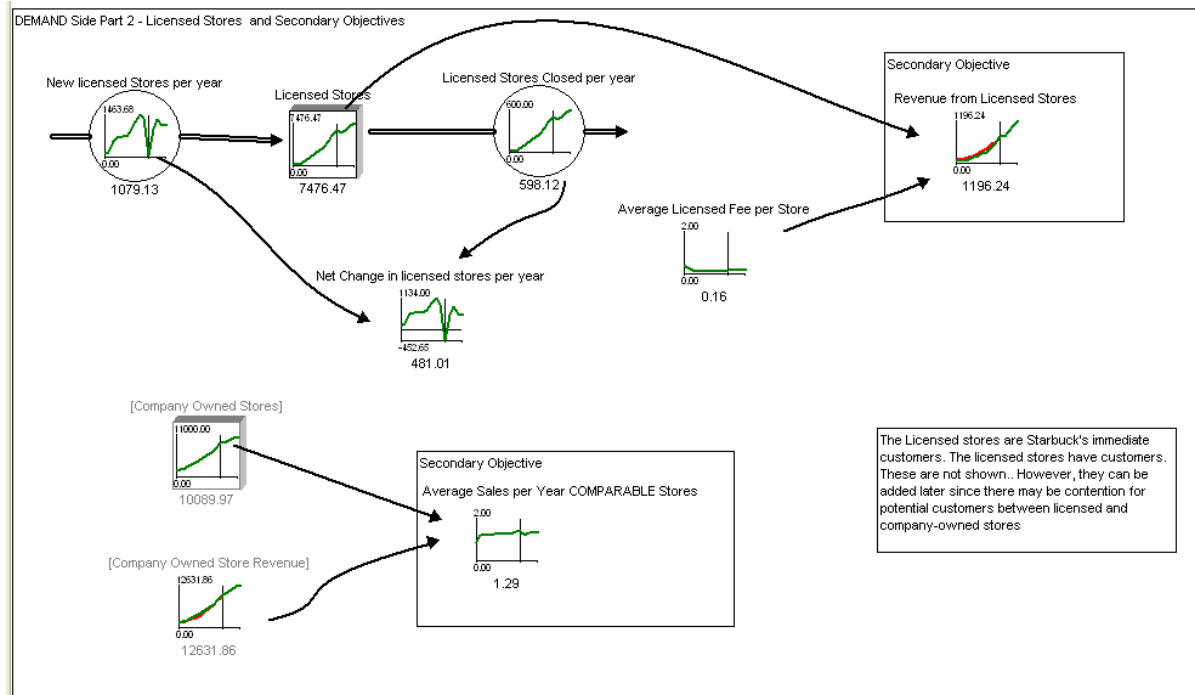 DEMAND Side Part 2 - Licensed Stores and Secondary Objectives
New licensed Stores per year
1463.68
0.00
1079.13
Licensed Stores
7476.47
0.00
7476.47
Licensed Stores Closed per year
600.00
0.00
598.12
Secondary Objective
Revenue from Licensed Stores
1196.24
0.00
1196.24
Average Licensed Fee per Store
2.00
0.00
0.16
Net Change in licensed stores per year
1134.00
-452.65
481.01
[Company Owned Stores]
11000.00
0.00
10089.97
[Company Owned Store Revenue]
12631.86
0.00
12631.86
Secondary Objective
Average Sales per Year COMPARABLE Stores
2.00
0.00
1.29
The Licensed stores are Starbuck's immediate
customers. The licensed stores have customers.
These are not shown.. However, they can be
added later since there may be contention for
potential customers between licensed and
company-owned stores